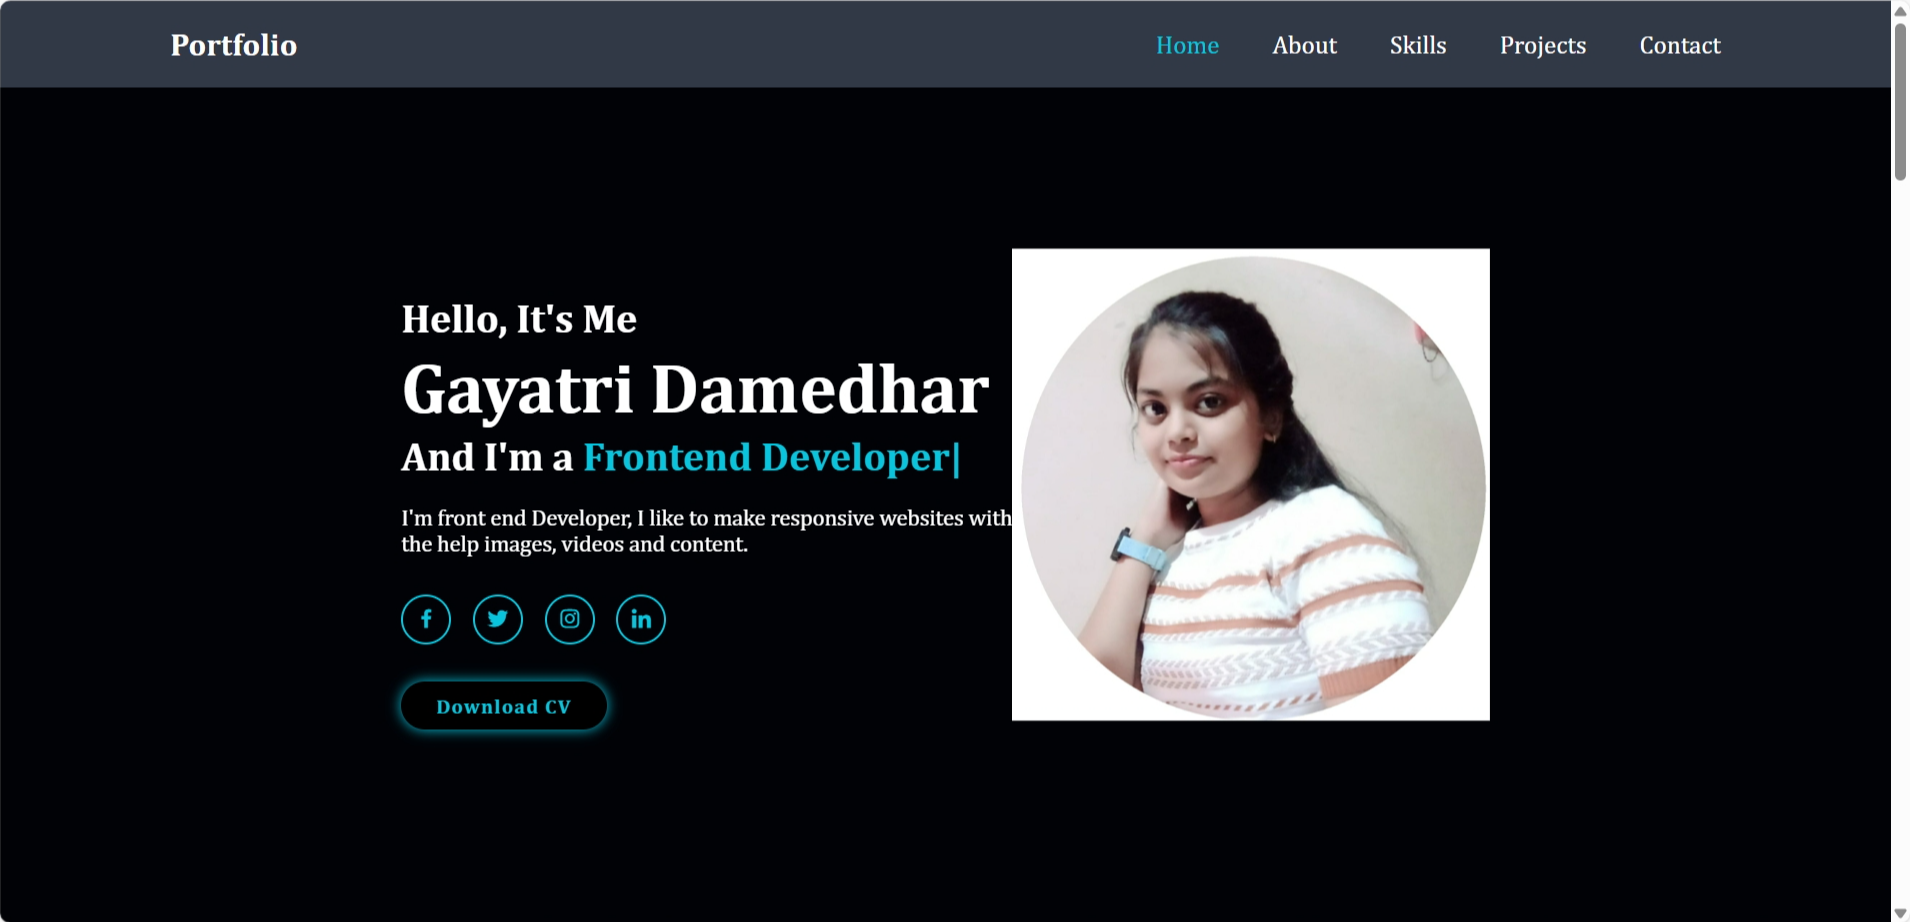 Portfolio
Home About Skills Projects Contact
Hello, It's Me
Gayatri Damedhar
And I'm a Frontend Developer|
I'm front end Developer, I like to make responsive websites with
the help images, videos and content.
Download CV